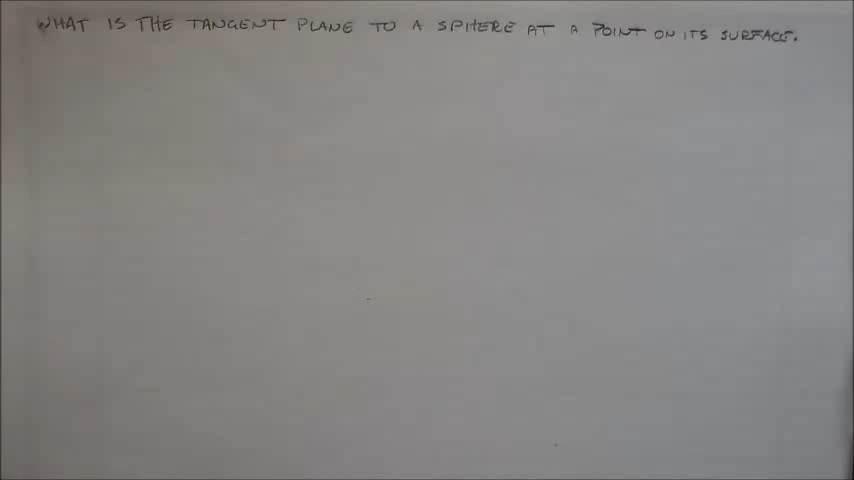 WHAT IS THE TANGENT PLANE TO A SPHERE AT A POINT ON ITS SURFACE.